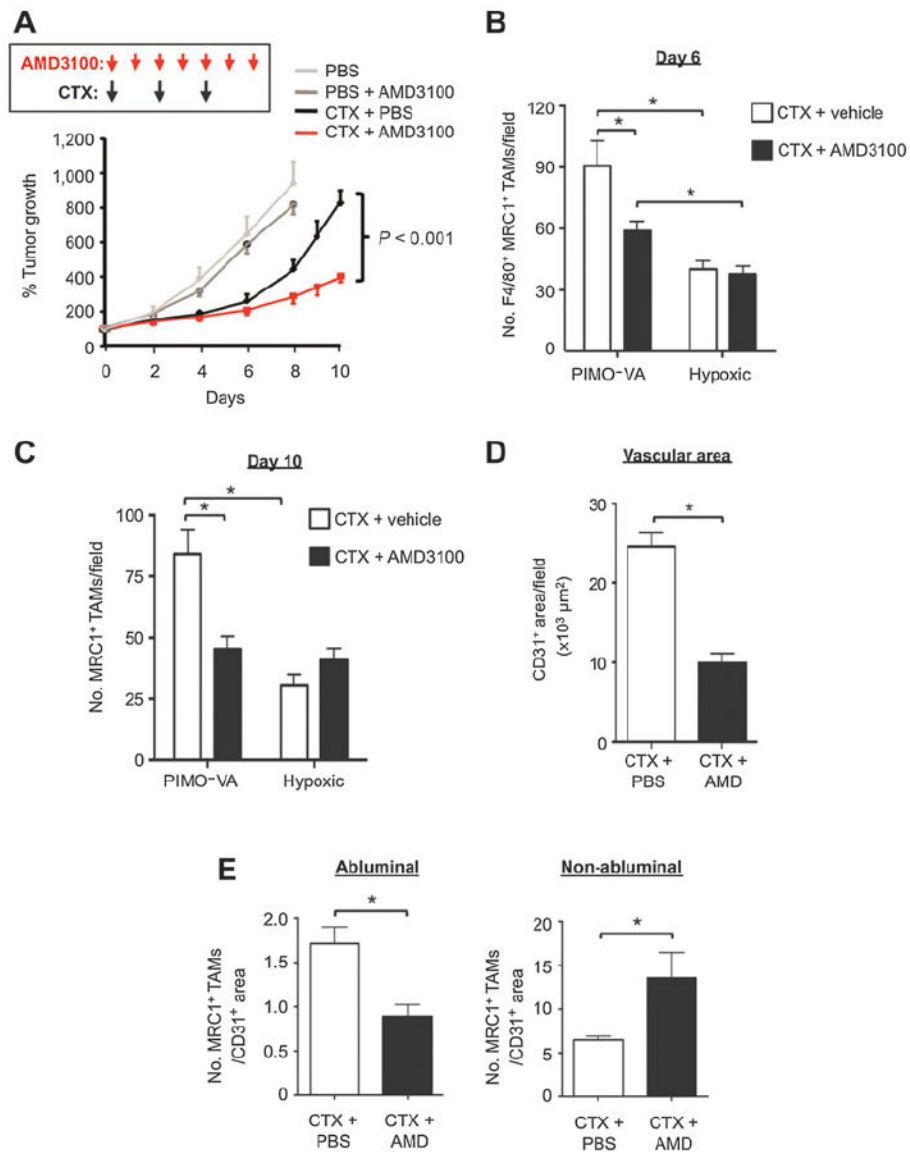 A
AMD3100:
CTX:
PBS
PBS + AMD3100
CTX + PBS
CTX + AMD3100
1,200
1,000
800
600
400
200
0
% Tumor growth
P < 0.001
0 2 4 6 8 10
Days
B
Day 6
CTX + vehicle
CTX + AMD3100
* * *
120
90
60
30
0
No. F4/80⁺ MRC1⁺ TAMs/field
PIMO⁻VA Hypoxic
C
Day 10
CTX + vehicle
CTX + AMD3100
* *
100
75
50
25
0
No. MRC1⁺ TAMs/field
PIMO⁻VA Hypoxic
D
Vascular area
*
30
20
10
0
CD31⁺ area/field
(x10³ μm²)
CTX + CTX +
PBS AMD
E
Abluminal
*
2.0
1.5
1.0
0.5
0
No. MRC1⁺ TAMs
/CD31⁺ area
CTX + CTX +
PBS AMD
Non-abluminal
*
20
15
10
5
0
No. MRC1⁺ TAMs
/CD31⁺ area
CTX + CTX +
PBS AMD